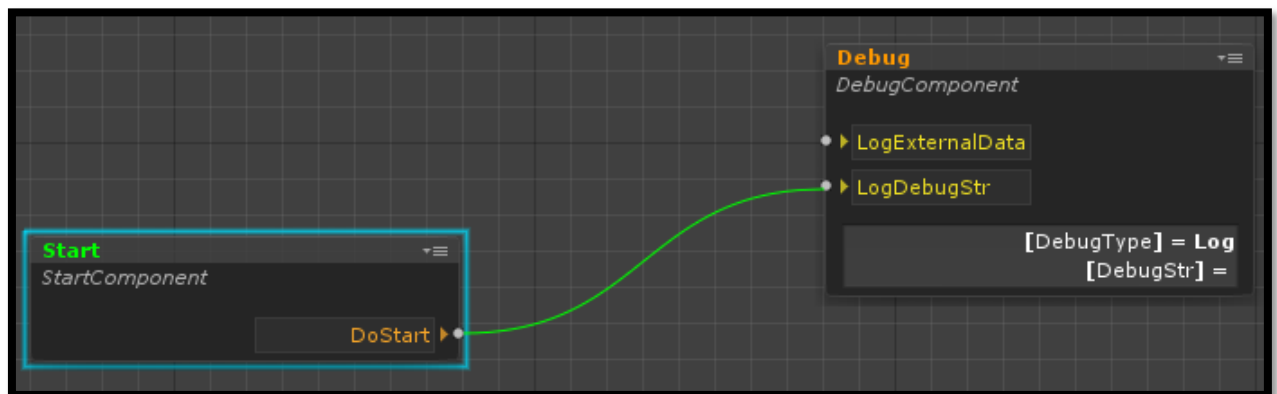 Debug
DebugComponent
LogExternalData
LogDebugStr
[DebugType] = Log
[DebugStr] =
Start
StartComponent
DoStart